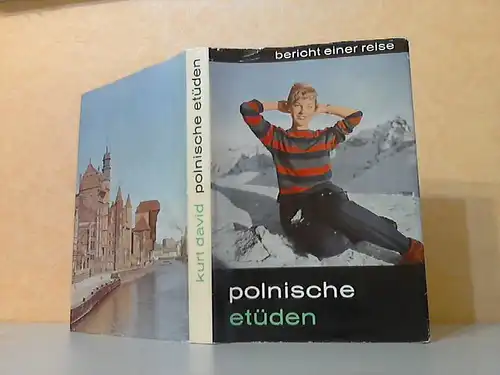 bericht einer reise
polnische
etüden
kurt david polnische etüden